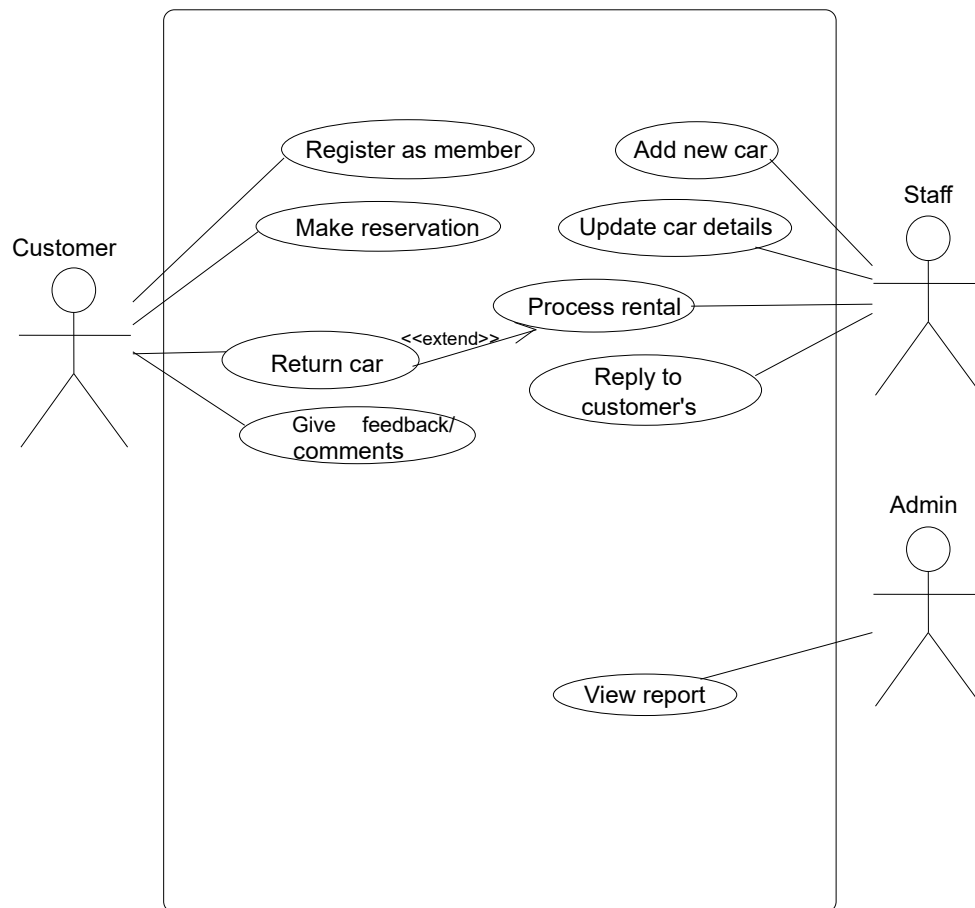 Register as member
Add new car
Staff
Make reservation
Update car details
Customer
Process rental
<<extend>>
Return car
Reply to
customer's
Give feedback/
comments
Admin
View report